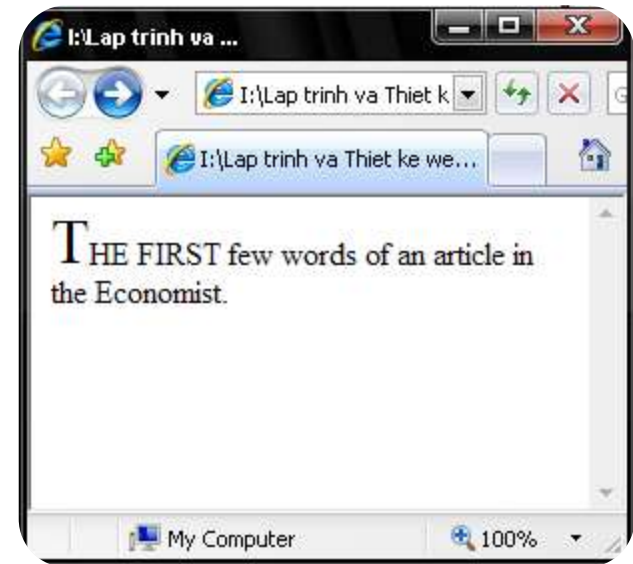 I:\Lap trinh va ...
I:\Lap trinh va Thiet k
G
I:\Lap trinh va Thiet ke we...
THE FIRST few words of an article in
the Economist.
My Computer
100%